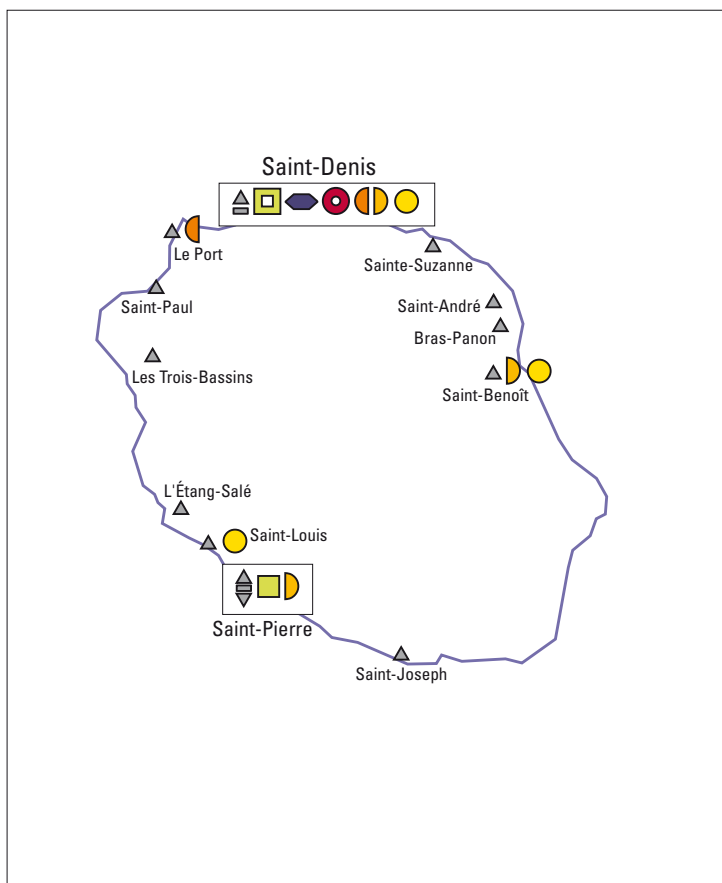 Saint-Denis
Le Port
Sainte-Suzanne
Saint-Paul
Saint-André
Bras-Panon
Les Trois-Bassins
Saint-Benoît
L'Étang-Salé
Saint-Louis
Saint-Pierre
Saint-Joseph